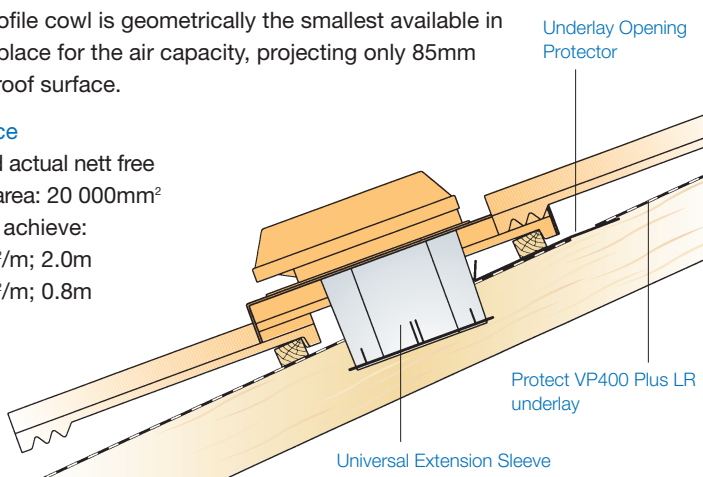 ofile cowl is geometrically the smallest available in
place for the air capacity, projecting only 85mm
roof surface.
ce
l actual nett free
area: 20 000mm²
achieve:
²/m; 2.0m
²/m; 0.8m
Underlay Opening
Protector
Protect VP400 Plus LR
underlay
Universal Extension Sleeve